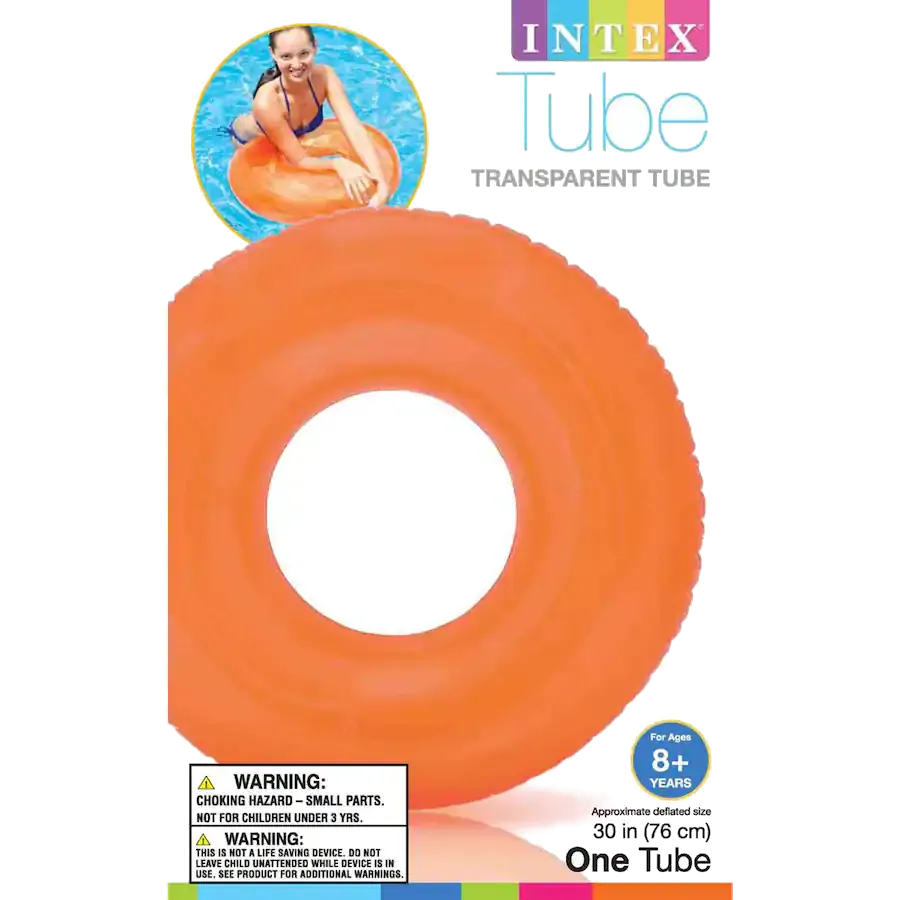 INTEX
Tube
TRANSPARENT TUBE
For Ages
8+
YEARS
Approximate deflated size
30 in (76 cm)
One Tube
WARNING:
CHOKING HAZARD – SMALL PARTS.
NOT FOR CHILDREN UNDER 3 YRS.
WARNING:
THIS IS NOT A LIFE SAVING DEVICE. DO NOT
LEAVE CHILD UNATTENDED WHILE DEVICE IS IN
USE. SEE PRODUCT FOR ADDITIONAL WARNINGS.